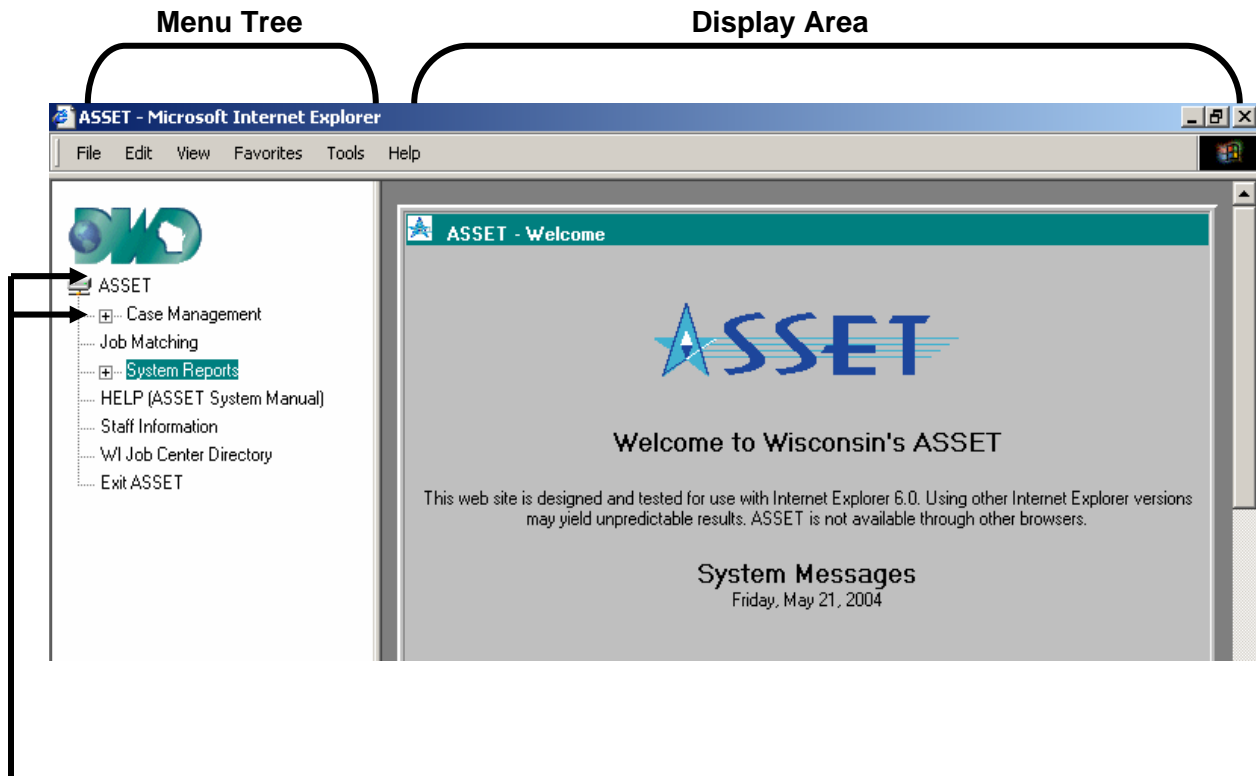 Menu Tree
Display Area
ASSET - Microsoft Internet Explorer
File Edit View Favorites Tools Help
DWD
ASSET
Case Management
Job Matching
System Reports
HELP (ASSET System Manual)
Staff Information
WI Job Center Directory
Exit ASSET
ASSET - Welcome
ASSET
Welcome to Wisconsin's ASSET
This web site is designed and tested for use with Internet Explorer 6.0. Using other Internet Explorer versions
may yield unpredictable results. ASSET is not available through other browsers.
System Messages
Friday, May 21, 2004